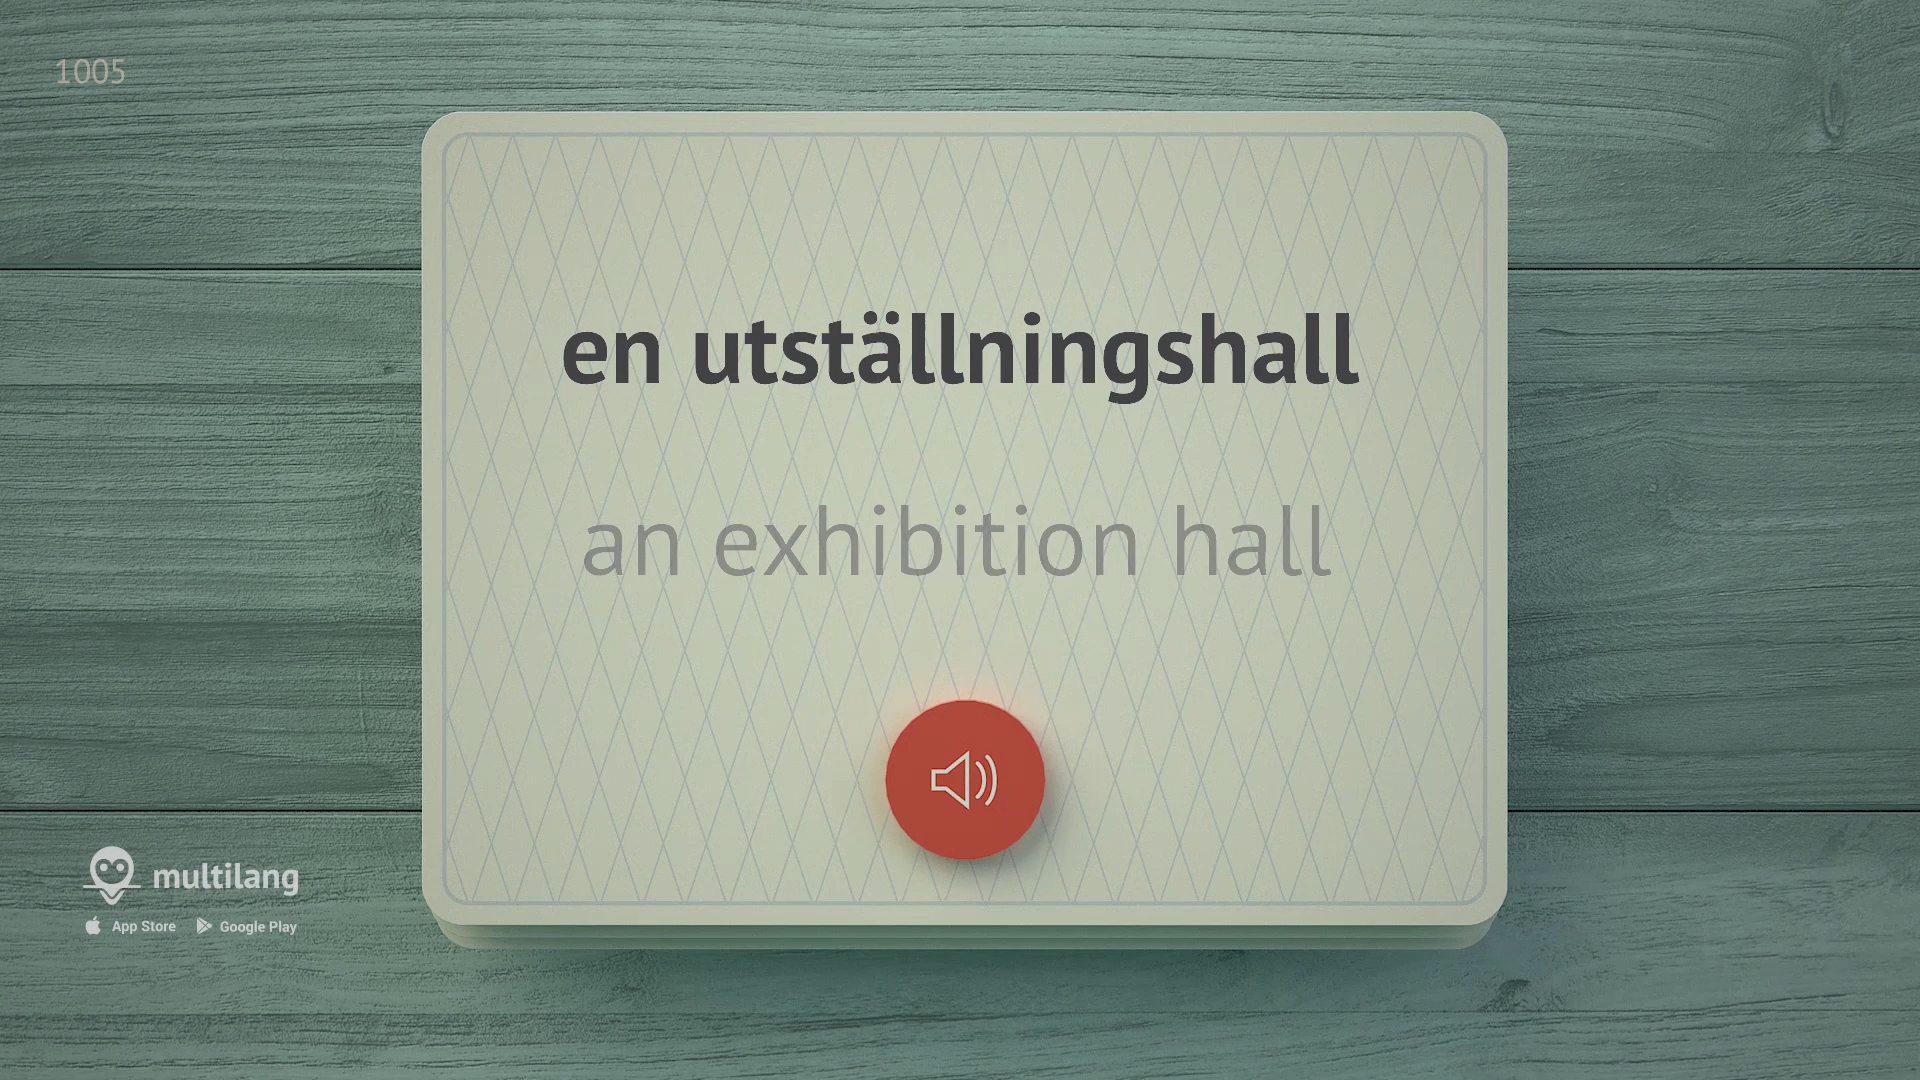 1005
en utställningshall
an exhibition hall
multilang
App Store
Google Play